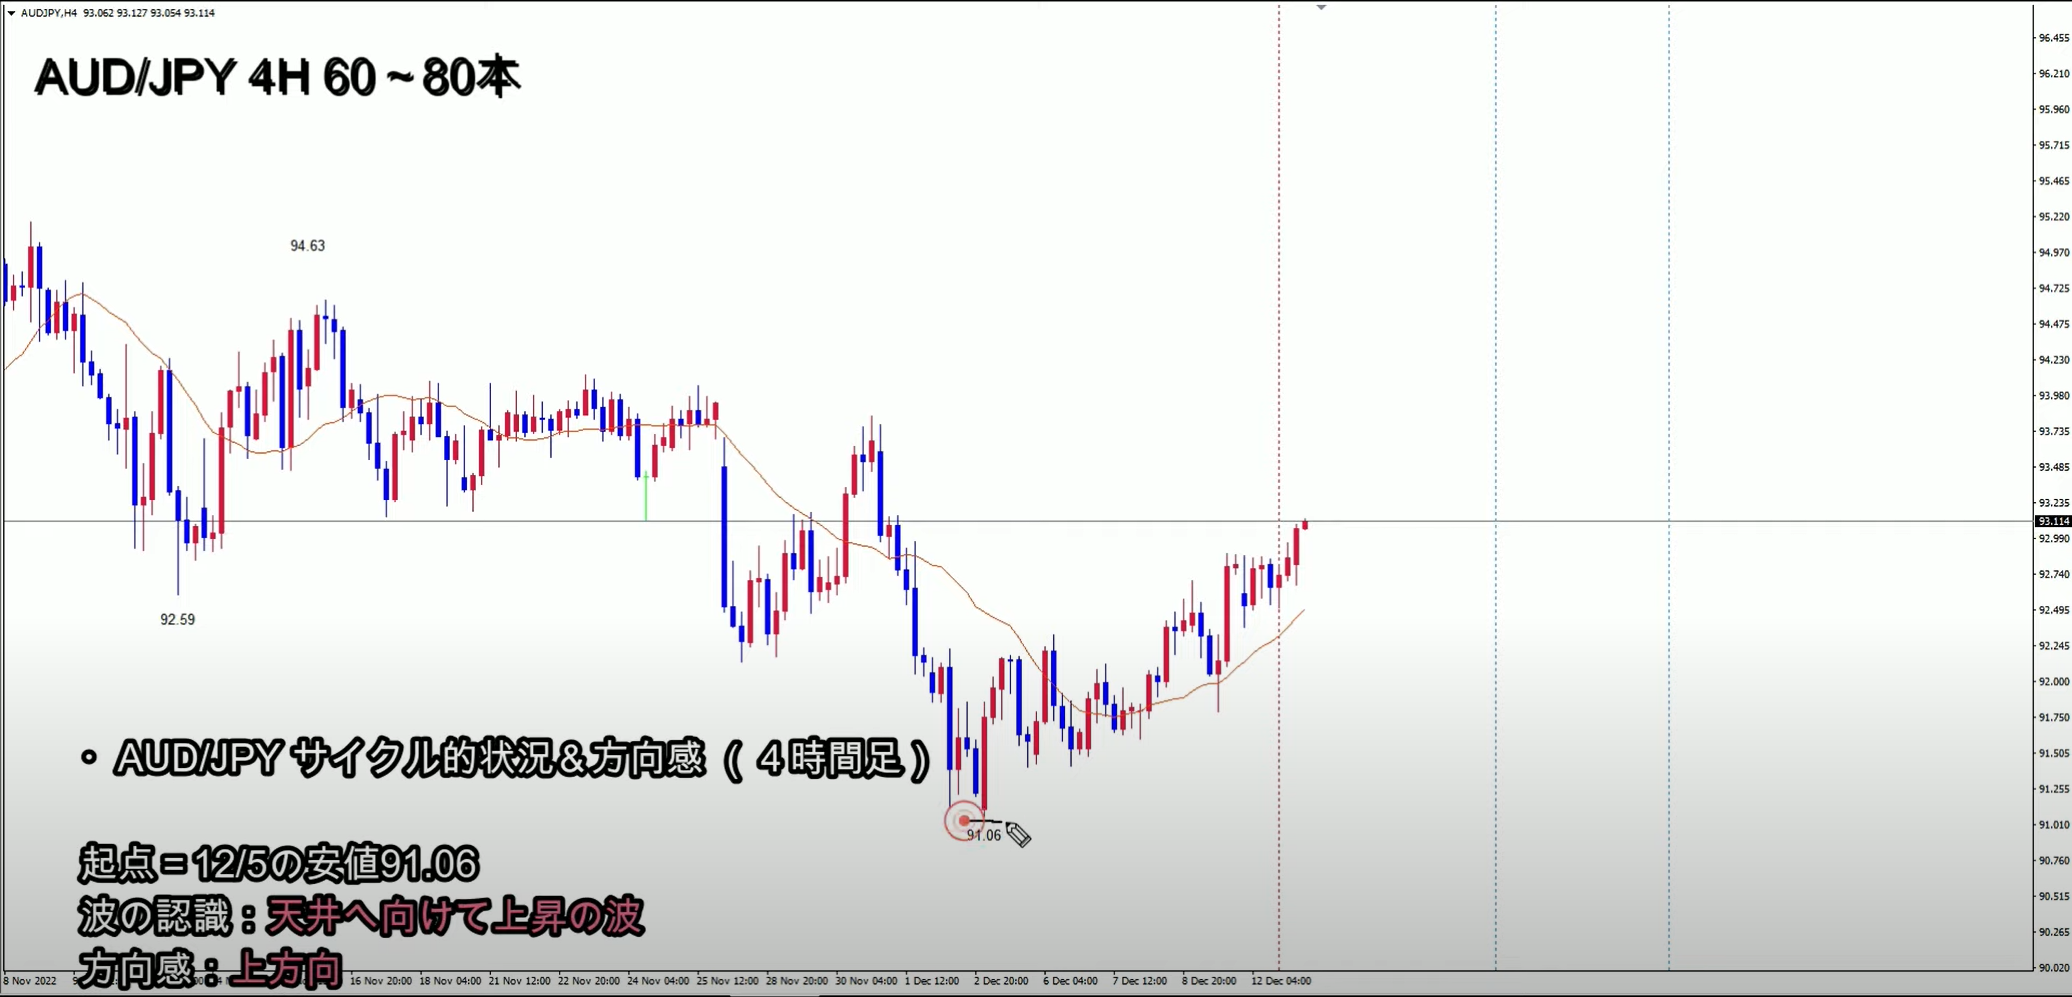 AUDJPY,H4 93.062 93.127 93.054 93.114
AUD/JPY 4H 60～80本
96.455
96.210
95.960
95.715
95.465
95.220
94.970
94.725
94.475
94.230
93.980
93.735
93.485
93.235
93.114
92.990
92.740
92.495
92.245
92.000
91.750
91.505
91.255
91.010
90.760
90.515
90.265
90.020
94.63
92.59
91.06
・AUD/JPY サイクル的状況＆方向感（４時間足）
起点＝12/5の安値91.06
波の認識：天井へ向けて上昇の波
方向感：上方向
8 Nov 2022
16 Nov 20:00
18 Nov 04:00
21 Nov 12:00
22 Nov 20:00
24 Nov 04:00
25 Nov 12:00
28 Nov 20:00
30 Nov 04:00
1 Dec 12:00
2 Dec 20:00
6 Dec 04:00
7 Dec 12:00
8 Dec 20:00
12 Dec 04:00